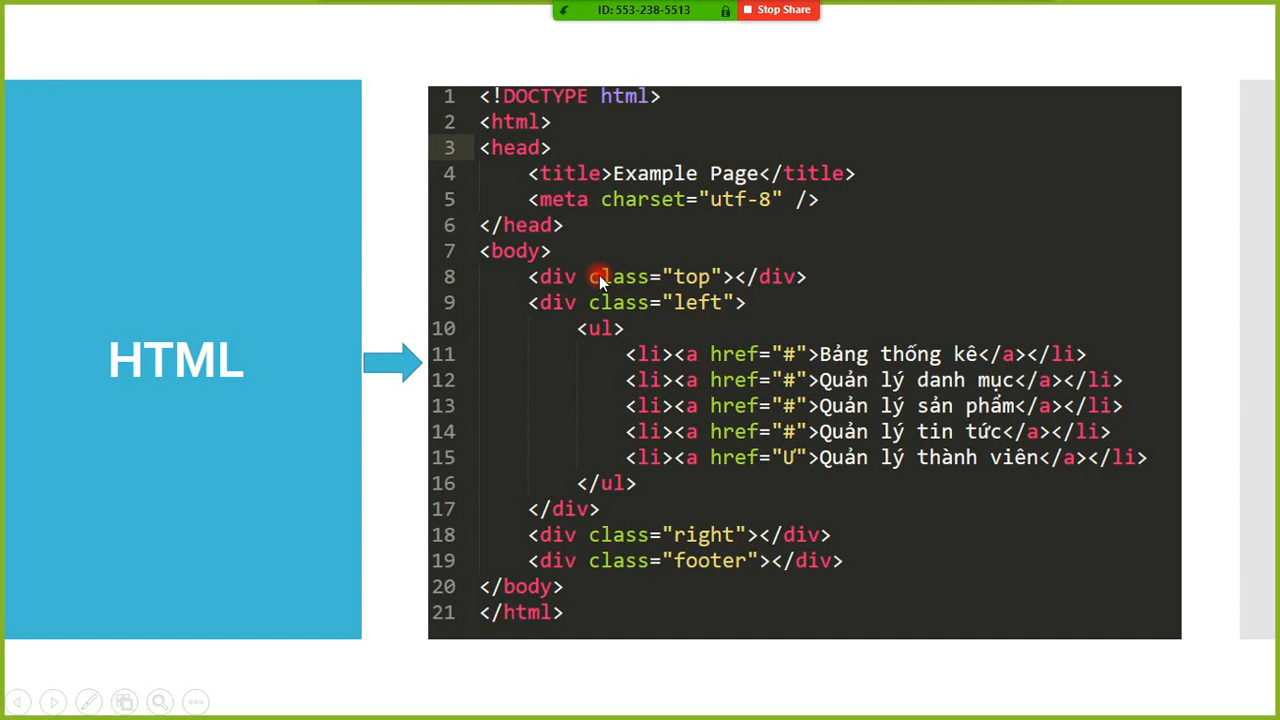 ID: 553-238-5513
Stop Share
HTML
1 <!DOCTYPE html>
2 <html>
3 <head>
4 <title>Example Page</title>
5 <meta charset="utf-8" />
6 </head>
7 <body>
8 <div class="top"></div>
9 <div class="left">
10 <ul>
11 <li><a href="#">Bảng thống kê</a></li>
12 <li><a href="#">Quản lý danh mục</a></li>
13 <li><a href="#">Quản lý sản phẩm</a></li>
14 <li><a href="#">Quản lý tin tức</a></li>
15 <li><a href="Ư">Quản lý thành viên</a></li>
16 </ul>
17 </div>
18 <div class="right"></div>
19 <div class="footer"></div>
20 </body>
21 </html>